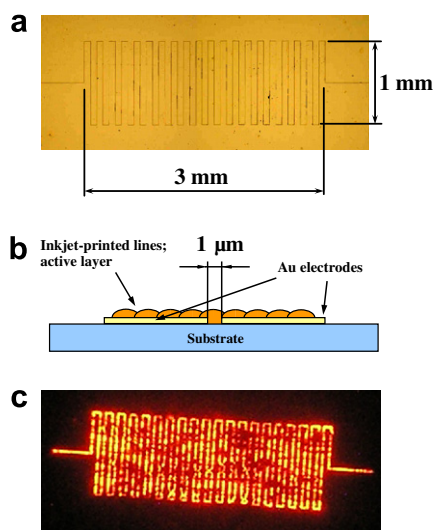 a
1 mm
3 mm
b
1 μm
Inkjet-printed lines;
active layer
Au electrodes
Substrate
c